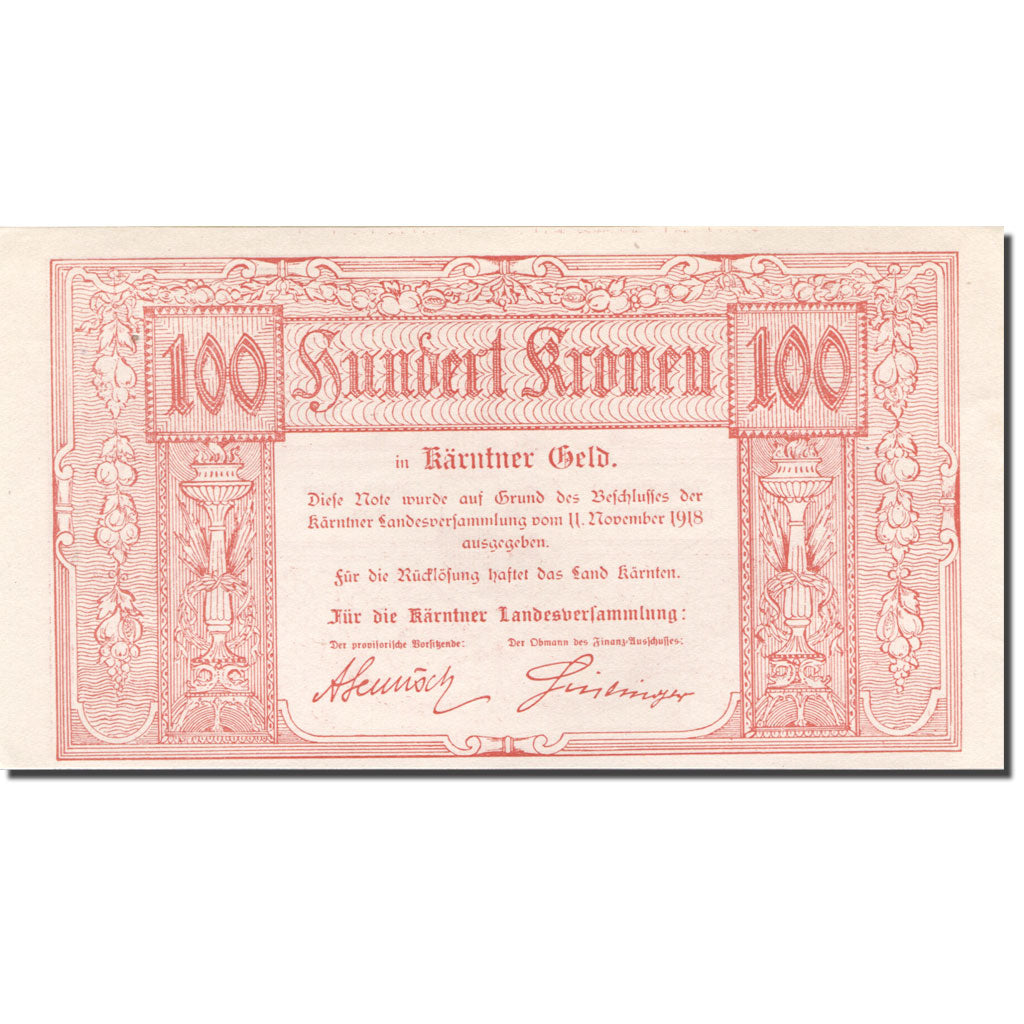 100 Hundert Kronen 100
in Kärntner Geld.
Diese Note wurde auf Grund des Beschlusses der
Kärntner Landesversammlung vom 11. November 1918
ausgegeben.
Für die Rücklösung haftet das Land Kärnten.
Für die Kärntner Landesversammlung:
Der provisorische Vorsitzende: Der Obmann des Finanz-Ausschusses: